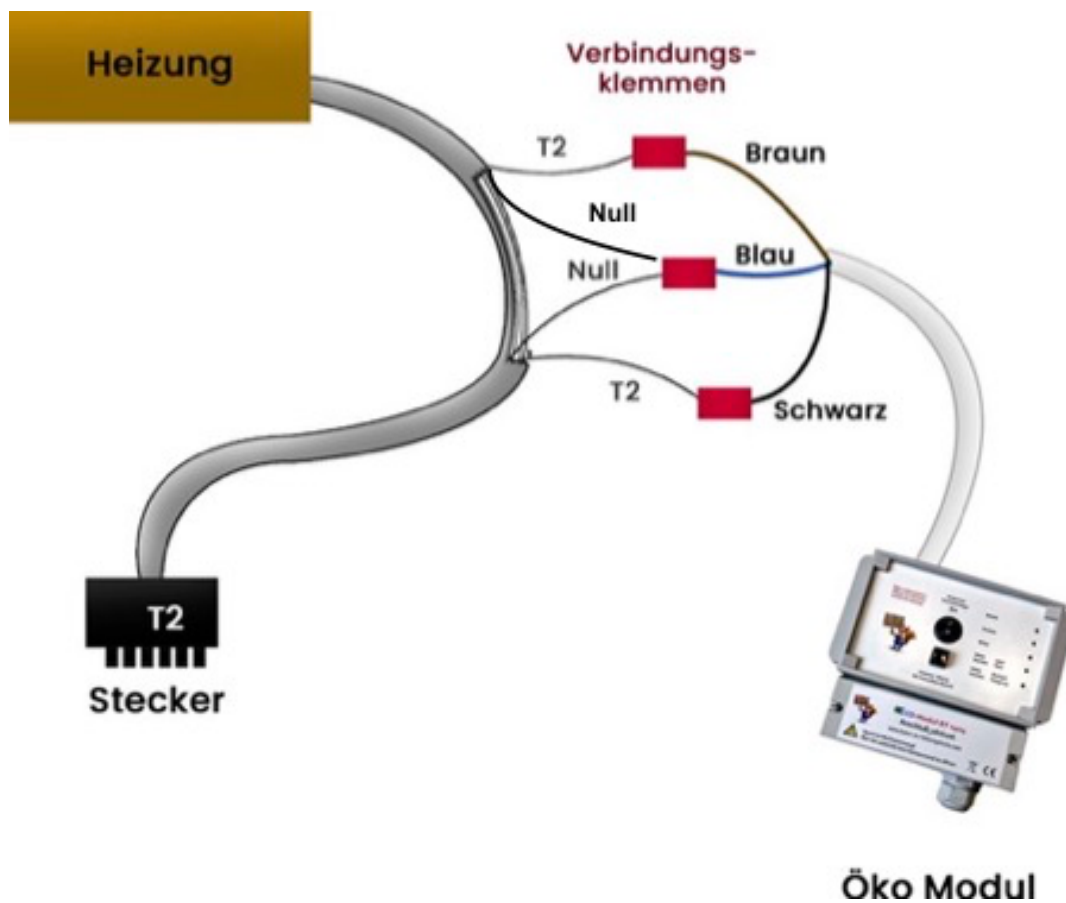 Heizung
Verbindungs-
klemmen
T2
Braun
Null
Null
Blau
T2
Schwarz
T2
Stecker
Öko Modul